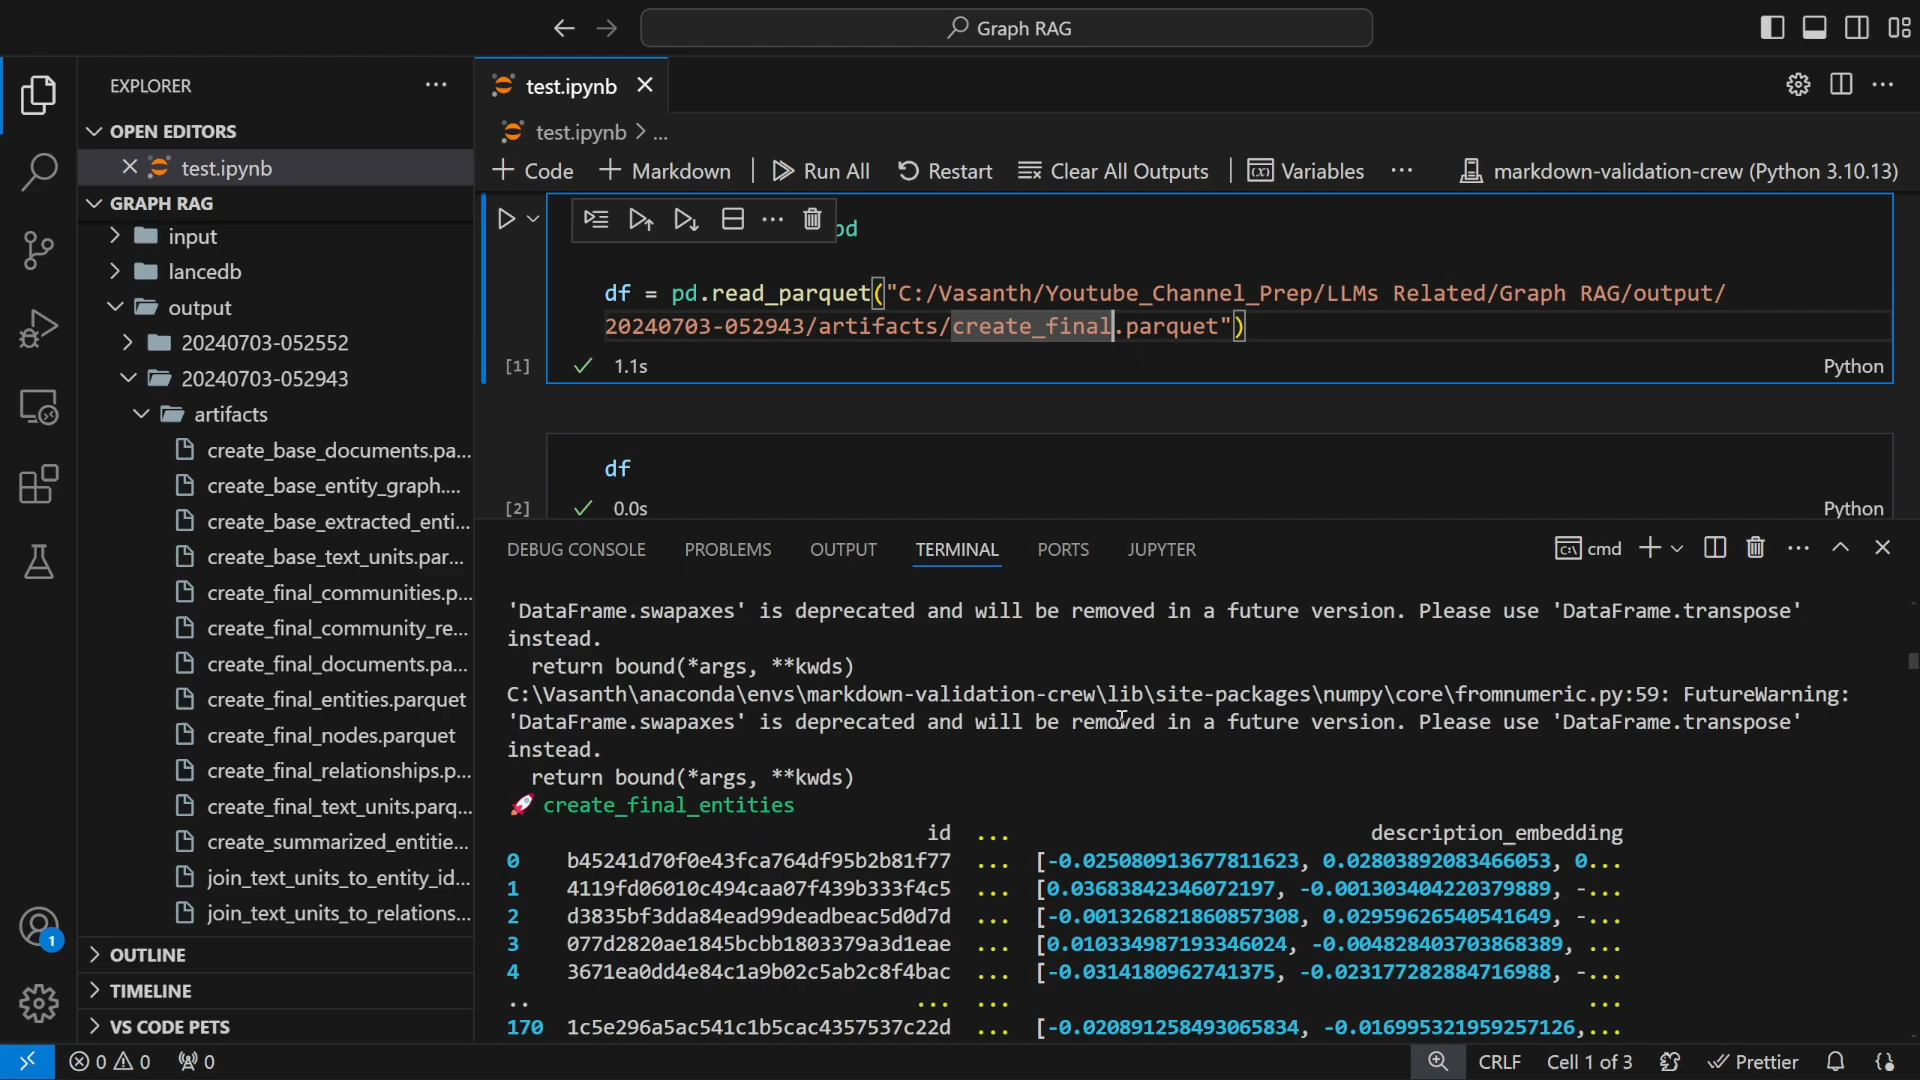 Graph RAG
EXPLORER
OPEN EDITORS
test.ipynb
GRAPH RAG
input
lancedb
output
20240703-052552
20240703-052943
artifacts
create_base_documents.pa...
create_base_entity_graph....
create_base_extracted_enti...
create_base_text_units.par...
create_final_communities.p...
create_final_community_re...
create_final_documents.pa...
create_final_entities.parquet
create_final_nodes.parquet
create_final_relationships.p...
create_final_text_units.parq...
create_summarized_entitie...
join_text_units_to_entity_id...
join_text_units_to_relations...
OUTLINE
TIMELINE
VS CODE PETS
test.ipynb
test.ipynb > ...
+ Code + Markdown Run All Restart Clear All Outputs Variables ... markdown-validation-crew (Python 3.10.13)
pd
df = pd.read_parquet("C:/Vasanth/Youtube_Channel_Prep/LLMs Related/Graph RAG/output/
20240703-052943/artifacts/create_final.parquet")
[1] ✓ 1.1s Python
df
[2] ✓ 0.0s Python
DEBUG CONSOLE PROBLEMS OUTPUT TERMINAL PORTS JUPYTER cmd
'DataFrame.swapaxes' is deprecated and will be removed in a future version. Please use 'DataFrame.transpose'
instead.
return bound(*args, **kwds)
C:\Vasanth\anaconda\envs\markdown-validation-crew\lib\site-packages\numpy\core\fromnumeric.py:59: FutureWarning:
'DataFrame.swapaxes' is deprecated and will be removed in a future version. Please use 'DataFrame.transpose'
instead.
return bound(*args, **kwds)
🚀 create_final_entities
id ... description_embedding
0 b45241d70f0e43fca764df95b2b81f77 ... [-0.025080913677811623, 0.02803892083466053, 0...
1 4119fd06010c494caa07f439b333f4c5 ... [0.03683842346072197, -0.001303404220379889, -...
2 d3835bf3dda84ead99deadbeac5d0d7d ... [-0.001326821860857308, 0.02959626540541649, -...
3 077d2820ae1845bcbb1803379a3d1eae ... [0.010334987193346024, -0.004828403703868389, ...
4 3671ea0dd4e84c1a9b02c5ab2c8f4bac ... [-0.0314180962741375, -0.023177282884716988, -...
.. ... ... ...
170 1c5e296a5ac541c1b5cac4357537c22d ... [-0.020891258493065834, -0.016995321959257126,...
1
0 0 0 CRLF Cell 1 of 3 Prettier